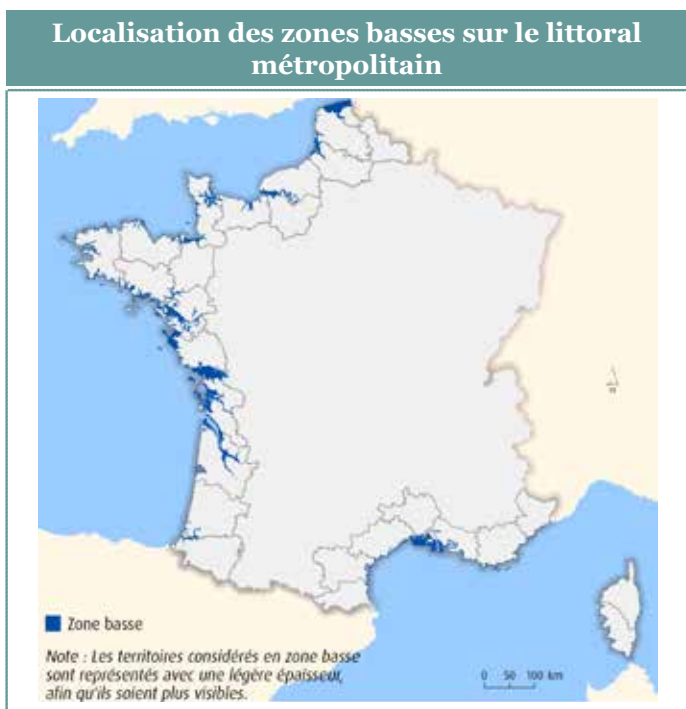 Localisation des zones basses sur le littoral
métropolitain
N
Zone basse
Note : Les territoires considérés en zone basse
sont représentés avec une légère épaisseur,
afin qu'ils soient plus visibles.
0 50 100 km